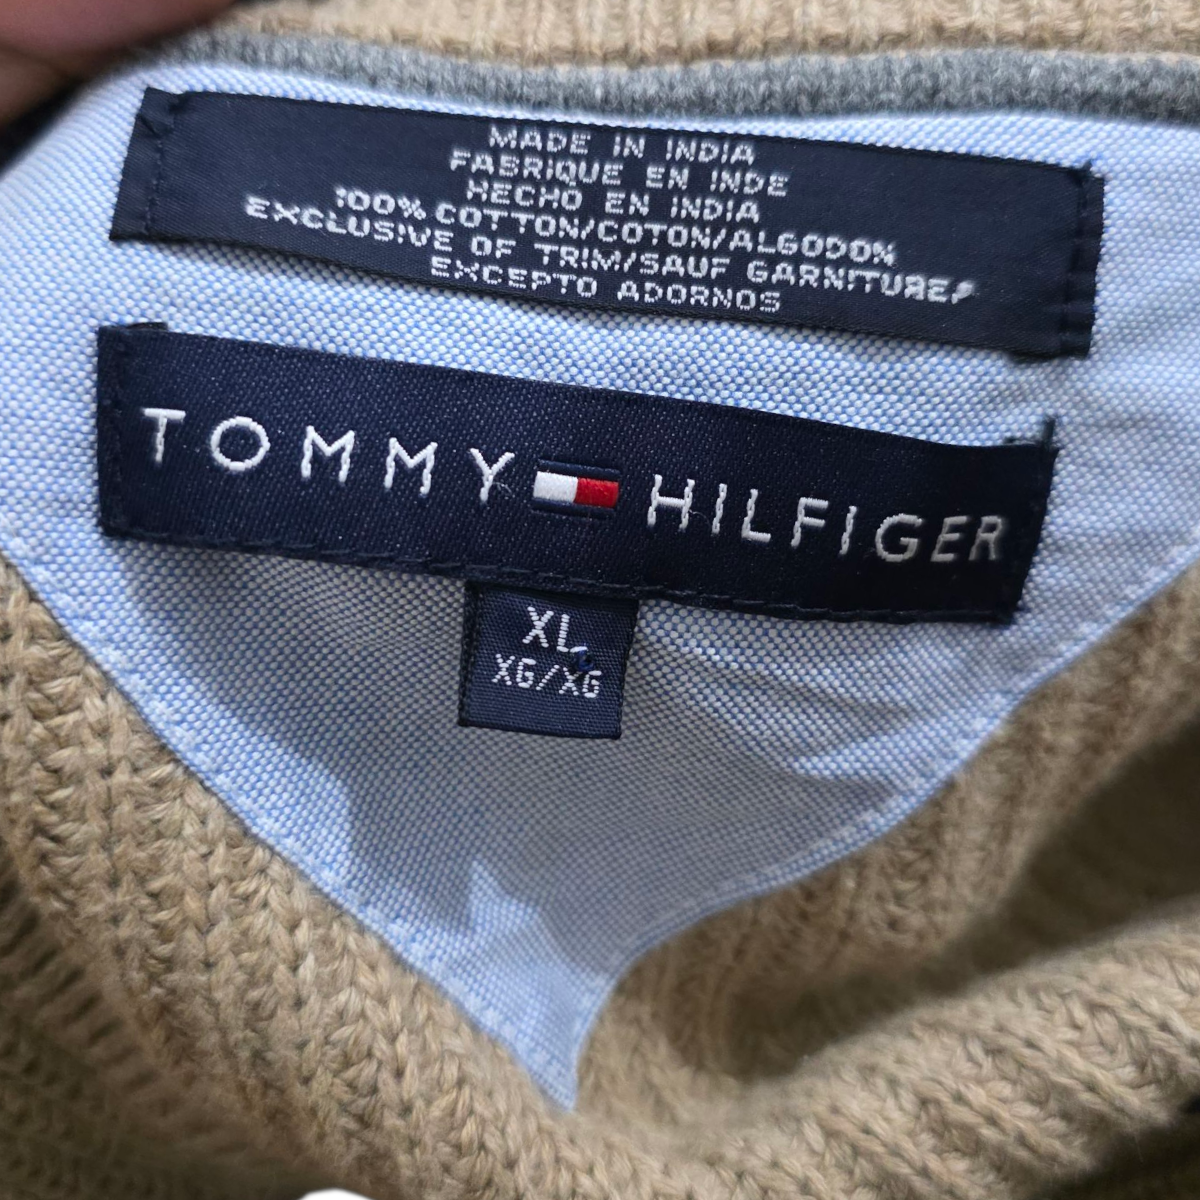 MADE IN INDIA
FABRIQUE EN INDE
HECHO EN INDIA
100% COTTON/COTON/ALGODON
EXCLUSIVE OF TRIM/SAUF GARNITURES
EXCEPTO ADORNOS
TOMMY HILFIGER
XL
XG/XG